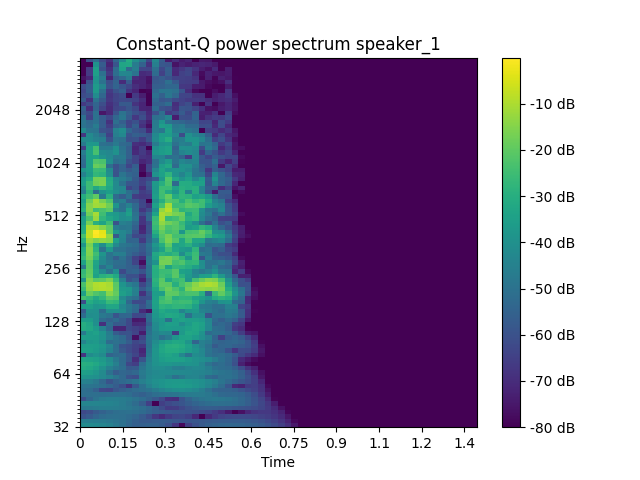 Constant-Q power spectrum speaker_1
Hz
2048
1024
512
256
128
64
32
0 0.15 0.3 0.45 0.6 0.75 0.9 1.1 1.2 1.4
Time
-10 dB
-20 dB
-30 dB
-40 dB
-50 dB
-60 dB
-70 dB
-80 dB